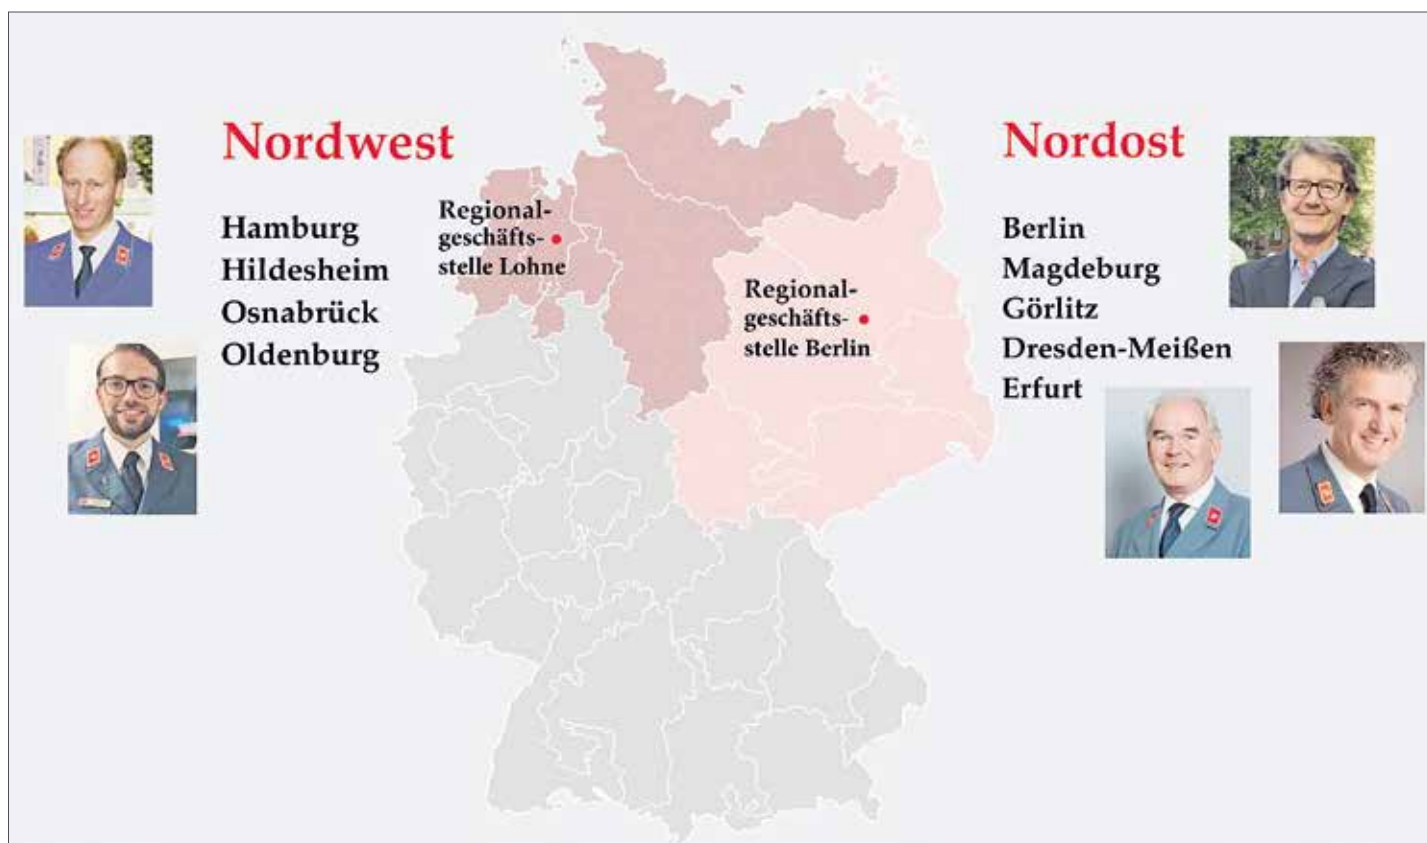 Nordwest
Hamburg
Hildesheim
Osnabrück
Oldenburg
Regional-
geschäfts-
stelle Lohne
Regional-
geschäfts-
stelle Berlin
Nordost
Berlin
Magdeburg
Görlitz
Dresden-Meißen
Erfurt